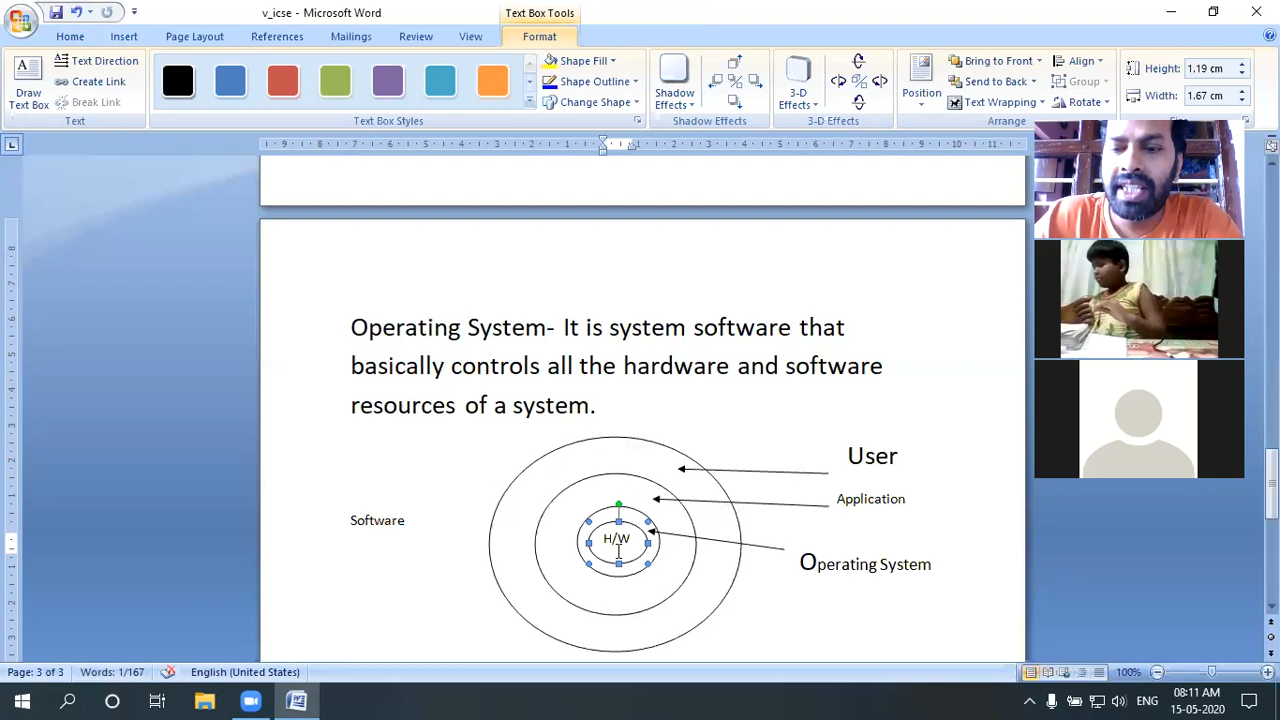 v_icse - Microsoft Word
Text Box Tools
Home Insert Page Layout References Mailings Review View Format
Draw Text Box
Text Direction
Create Link
Break Link
Text
Text Box Styles
Shape Fill
Shape Outline
Change Shape
Shadow Effects
Shadow Effects
3-D Effects
3-D Effects
Position
Bring to Front
Send to Back
Text Wrapping
Align
Group
Rotate
Arrange
Height: 1.19 cm
Width: 1.67 cm
Operating System- It is system software that
basically controls all the hardware and software
resources of a system.
User
Application
Software
H/W
Operating System
Page: 3 of 3 Words: 1/167 English (United States) 100%
ENG
08:11 AM
15-05-2020